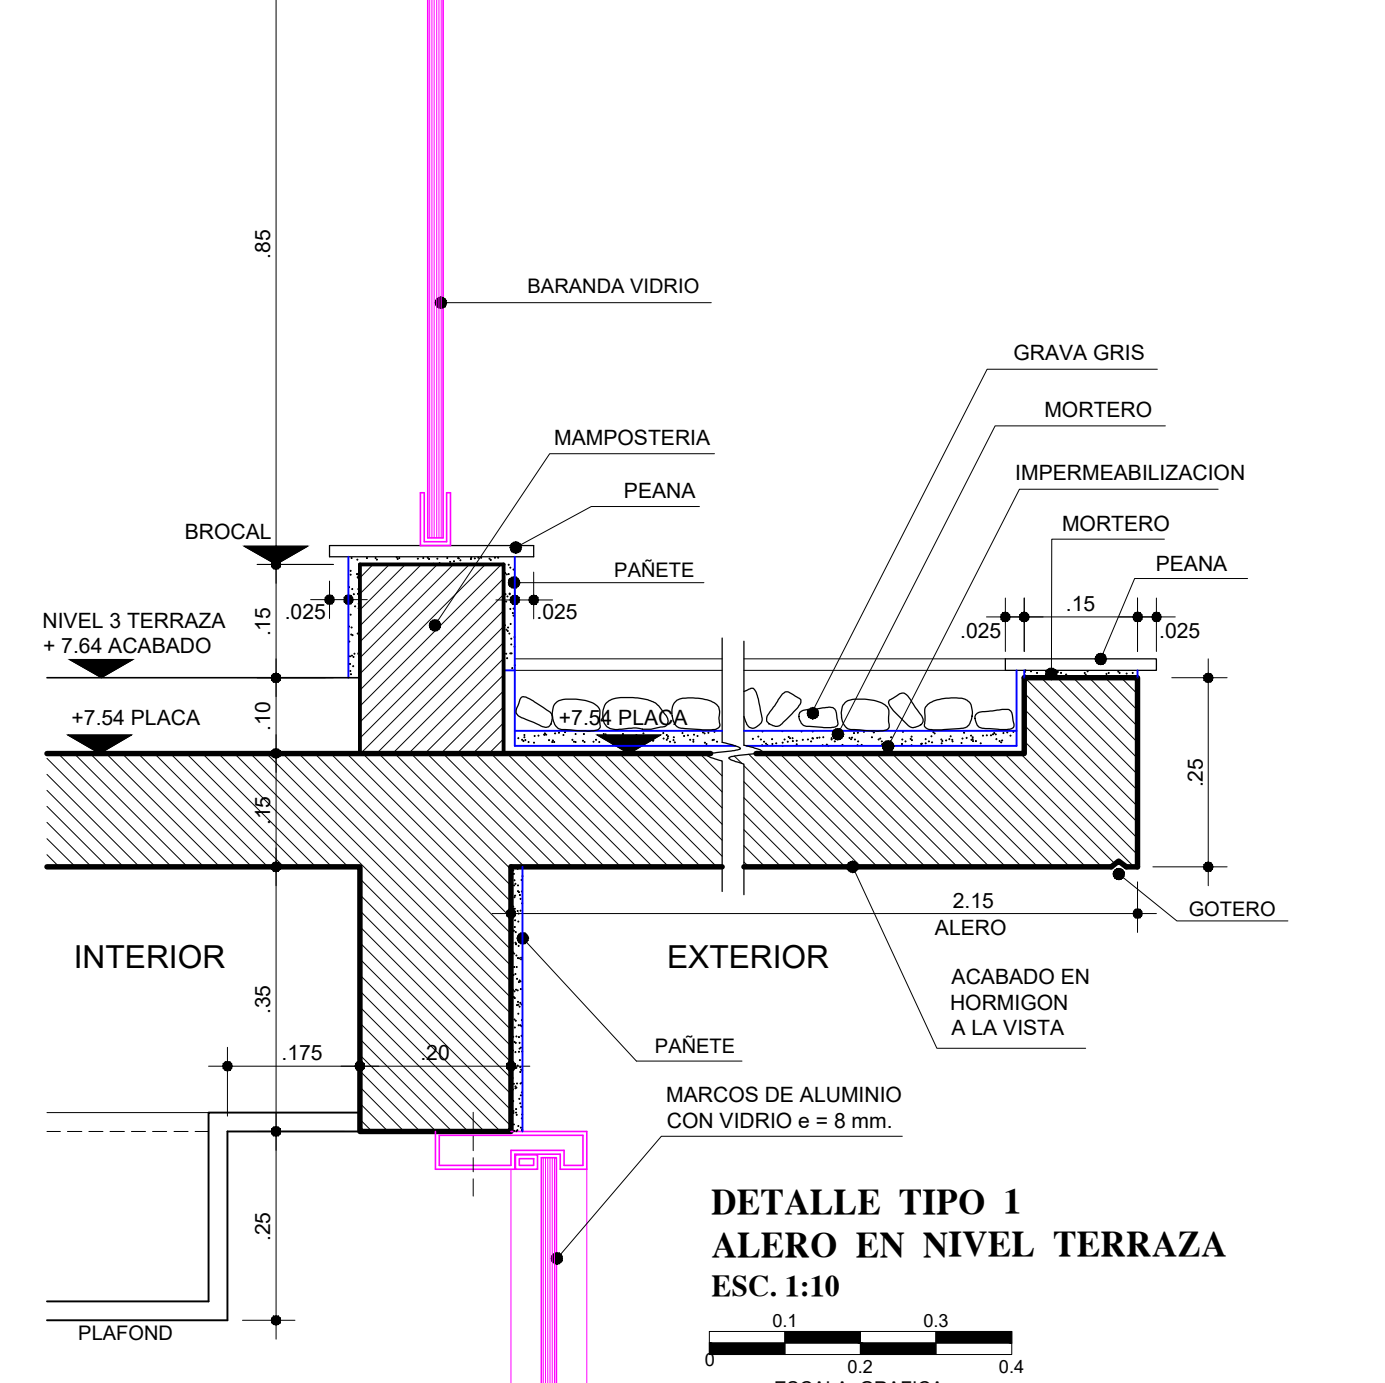 .85
BARANDA VIDRIO
GRAVA GRIS
MORTERO
MAMPOSTERIA
IMPERMEABILIZACION
PEANA
MORTERO
BROCAL
PEANA
PAÑETE
.025
.025
.15
NIVEL 3 TERRAZA
+ 7.64 ACABADO
.15
.025
.025
.10
+7.54 PLACA
+7.54 PLACA
.25
.15
2.15
ALERO
GOTERO
INTERIOR
EXTERIOR
ACABADO EN
HORMIGON
A LA VISTA
.35
.175
.20
PAÑETE
MARCOS DE ALUMINIO
CON VIDRIO e = 8 mm.
.25
DETALLE TIPO 1
ALERO EN NIVEL TERRAZA
ESC. 1:10
PLAFOND
0.1
0.3
0
0.2
0.4
ESCALA GRAFICA